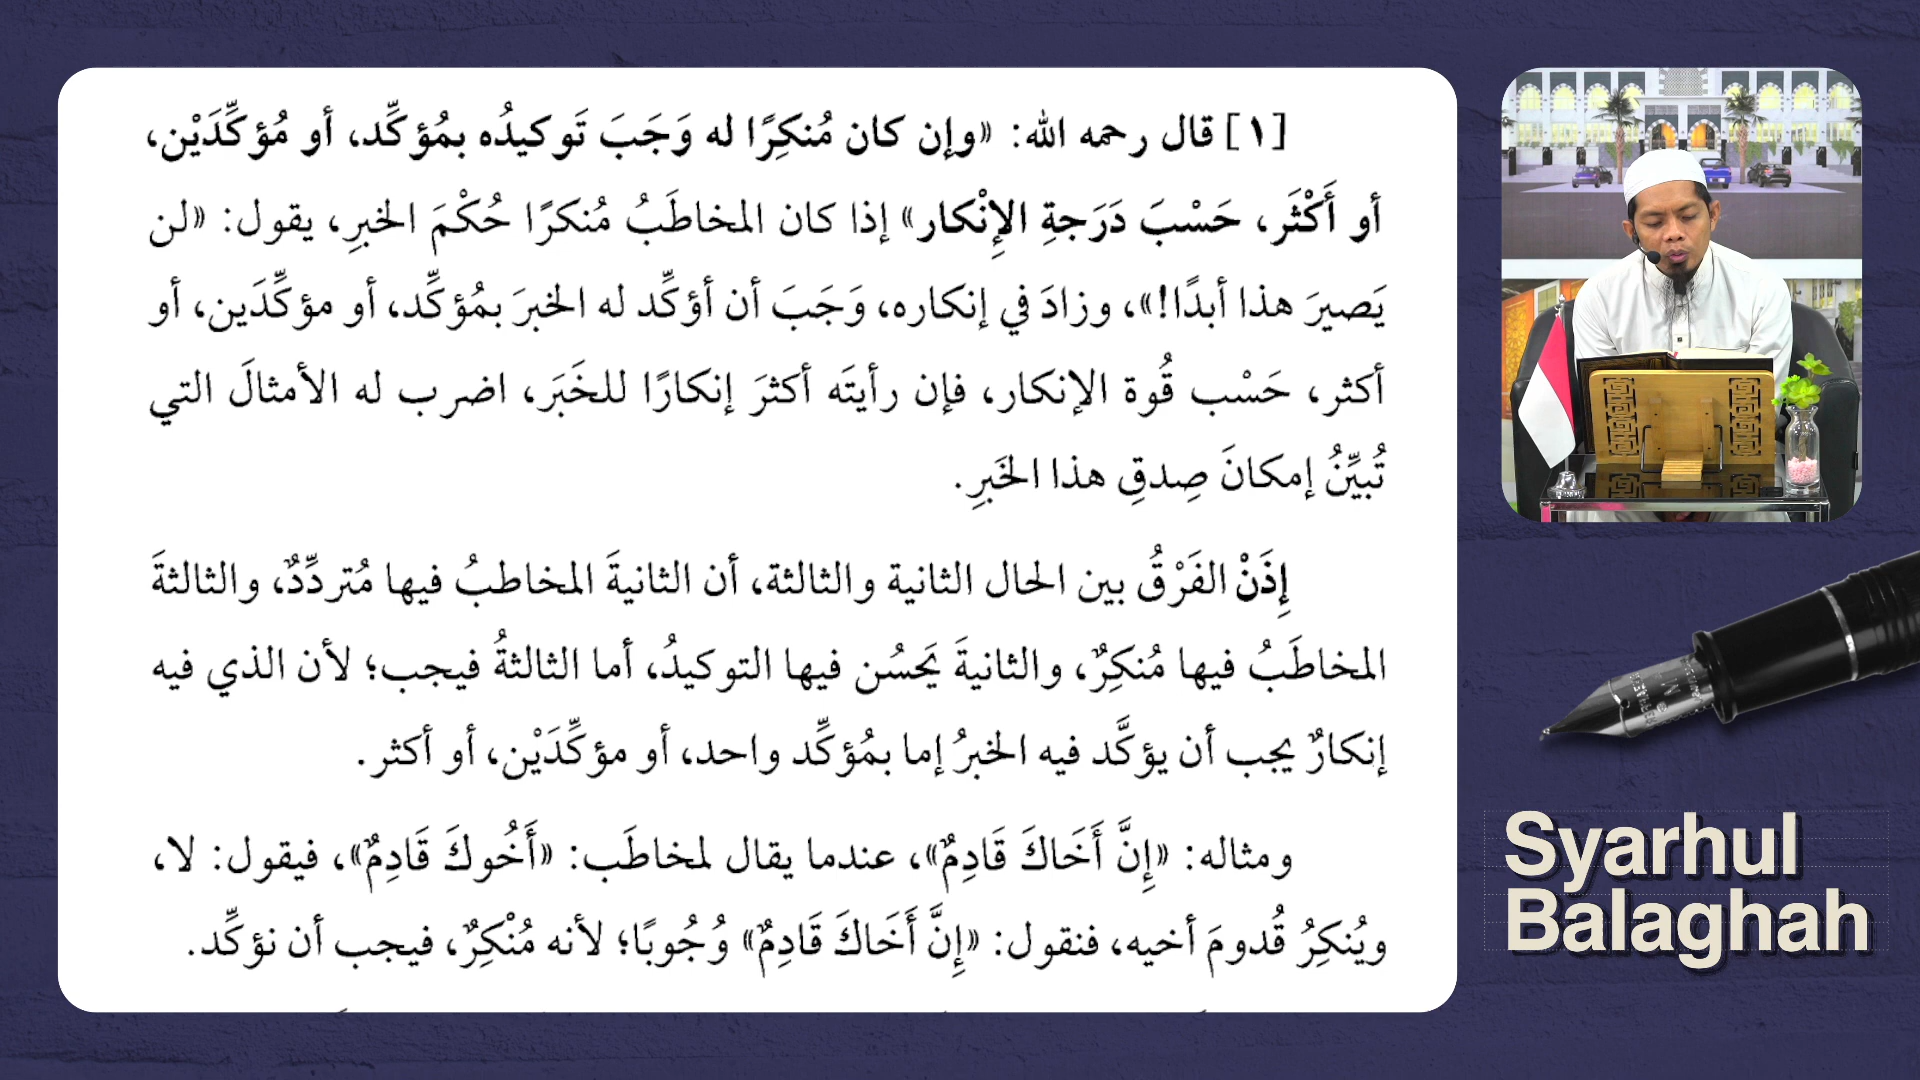 [١] قال رحمه الله: «وإن كان مُنكِرًا له وَجَبَ تَوكيدُه بمُؤكِّد، أو مُؤكِّدَيْن،
أو أَكْثَر، حَسْبَ دَرَجةِ الإِنْكار» إذا كان المخاطَبُ مُنكرًا حُكْمَ الخبرِ، يقول: «لن
يَصيرَ هذا أبدًا!»، وزادَ في إنكاره، وَجَبَ أن أؤكِّد له الخبرَ بمُؤكِّد، أو مؤكِّدَين، أو
أكثر، حَسْب قُوة الإنكار، فإن رأيتَه أكثرَ إنكارًا للخَبَر، اضرب له الأمثالَ التي
تُبيِّنُ إمكانَ صِدقِ هذا الخَبرِ.
إِذَنْ الفَرْقُ بين الحال الثانية والثالثة، أن الثانيةَ المخاطبُ فيها مُتردِّدٌ، والثالثةَ
المخاطَبُ فيها مُنكِرٌ، والثانيةَ يَحسُن فيها التوكيدُ، أما الثالثةُ فيجب؛ لأن الذي فيه
إنكارٌ يجب أن يؤكَّد فيه الخبرُ إما بمُؤكِّد واحد، أو مؤكِّدَيْن، أو أكثر.
ومثاله: «إِنَّ أَخَاكَ قَادِمٌ»، عندما يقال لمخاطَب: «أَخُوكَ قَادِمٌ»، فيقول: لا،
ويُنكِرُ قُدومَ أخيه، فنقول: «إِنَّ أَخَاكَ قَادِمٌ» وُجُوبًا؛ لأنه مُنْكِرٌ، فيجب أن نؤكِّد.
Syarhul
Balaghah